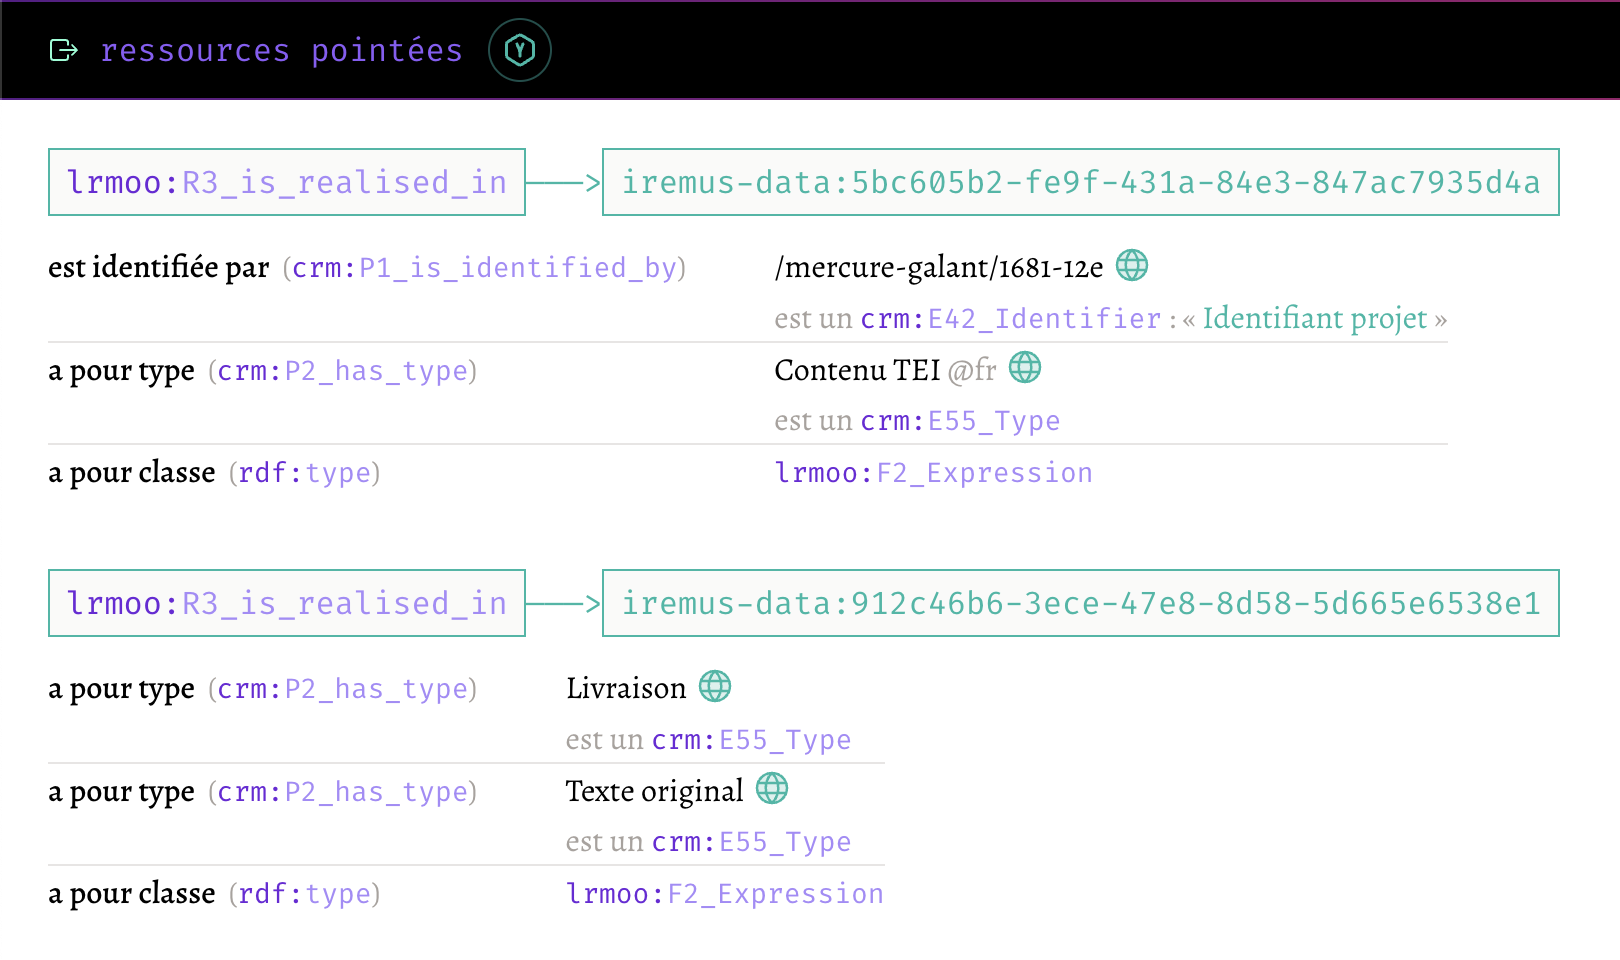 ressources pointées Y
lrmoo:R3_is_realised_in iremus-data:5bc605b2-fe9f-431a-84e3-847ac7935d4a
est identifiée par (crm:P1_is_identified_by) /mercure-galant/1681-12e
est un crm:E42_Identifier : « Identifiant projet »
a pour type (crm:P2_has_type) Contenu TEI @fr
est un crm:E55_Type
a pour classe (rdf:type) lrmoo:F2_Expression
lrmoo:R3_is_realised_in iremus-data:912c46b6-3ece-47e8-8d58-5d665e6538e1
a pour type (crm:P2_has_type) Livraison
est un crm:E55_Type
a pour type (crm:P2_has_type) Texte original
est un crm:E55_Type
a pour classe (rdf:type) lrmoo:F2_Expression